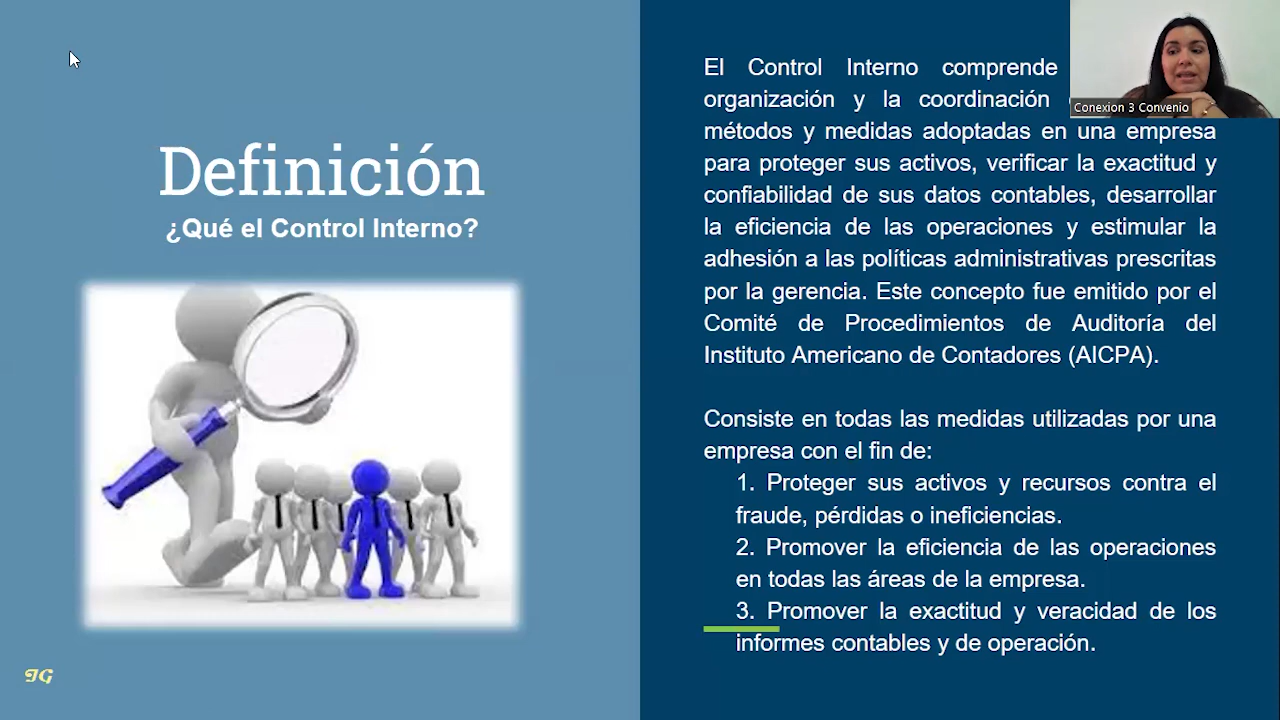 Definición
¿Qué el Control Interno?
El Control Interno comprende
organización y la coordinación
métodos y medidas adoptadas en una empresa
para proteger sus activos, verificar la exactitud y
confiabilidad de sus datos contables, desarrollar
la eficiencia de las operaciones y estimular la
adhesión a las políticas administrativas prescritas
por la gerencia. Este concepto fue emitido por el
Comité de Procedimientos de Auditoría del
Instituto Americano de Contadores (AICPA).
Consiste en todas las medidas utilizadas por una
empresa con el fin de:
1. Proteger sus activos y recursos contra el
fraude, pérdidas o ineficiencias.
2. Promover la eficiencia de las operaciones
en todas las áreas de la empresa.
3. Promover la exactitud y veracidad de los
informes contables y de operación.
Conexion 3 Convenio
IG